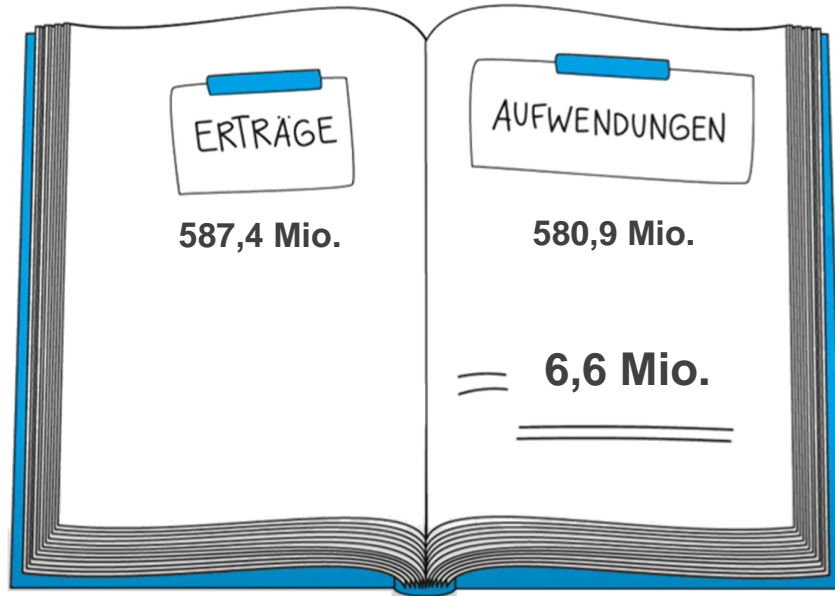 ERTRÄGE
587,4 Mio.
AUFWENDUNGEN
580,9 Mio.
= 6,6 Mio.